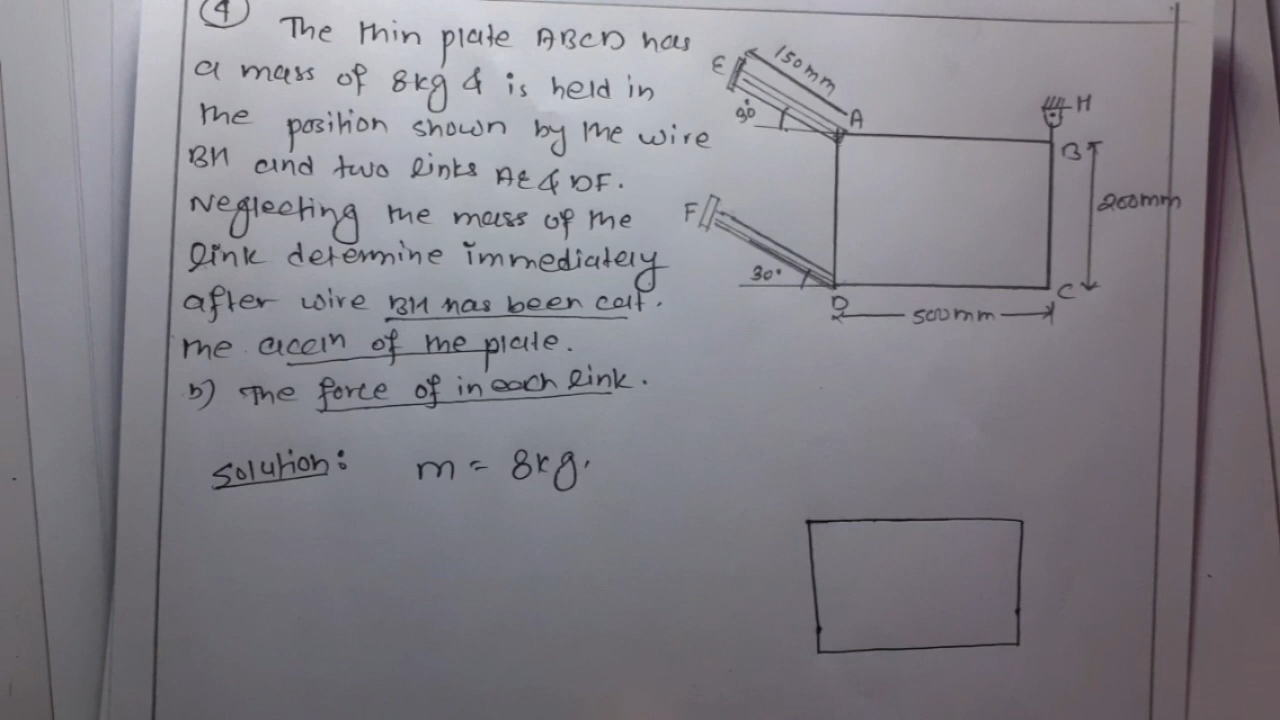 4
The thin plate ABCD has
a mass of 8kg & is held in
the position shown by the wire
BH and two links AE & DF.
Neglecting the mass of the
link determine immediately
after wire BH has been cut.
the accln of the plate.
b) The force of in each link.
Solution: m = 8kg.
E
150mm
30°
A
H
B
200mm
F
30°
D
C
500mm